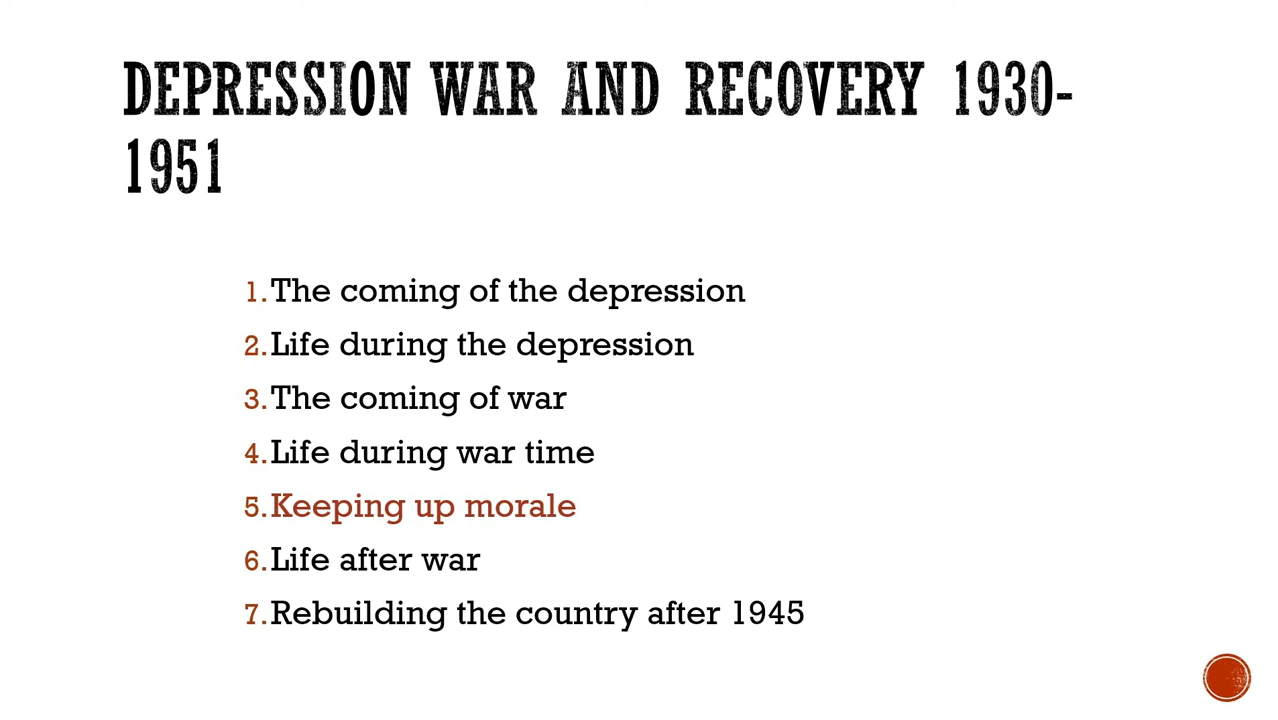 DEPRESSION WAR AND RECOVERY 1930-
1951
1. The coming of the depression
2. Life during the depression
3. The coming of war
4. Life during war time
5. Keeping up morale
6. Life after war
7. Rebuilding the country after 1945